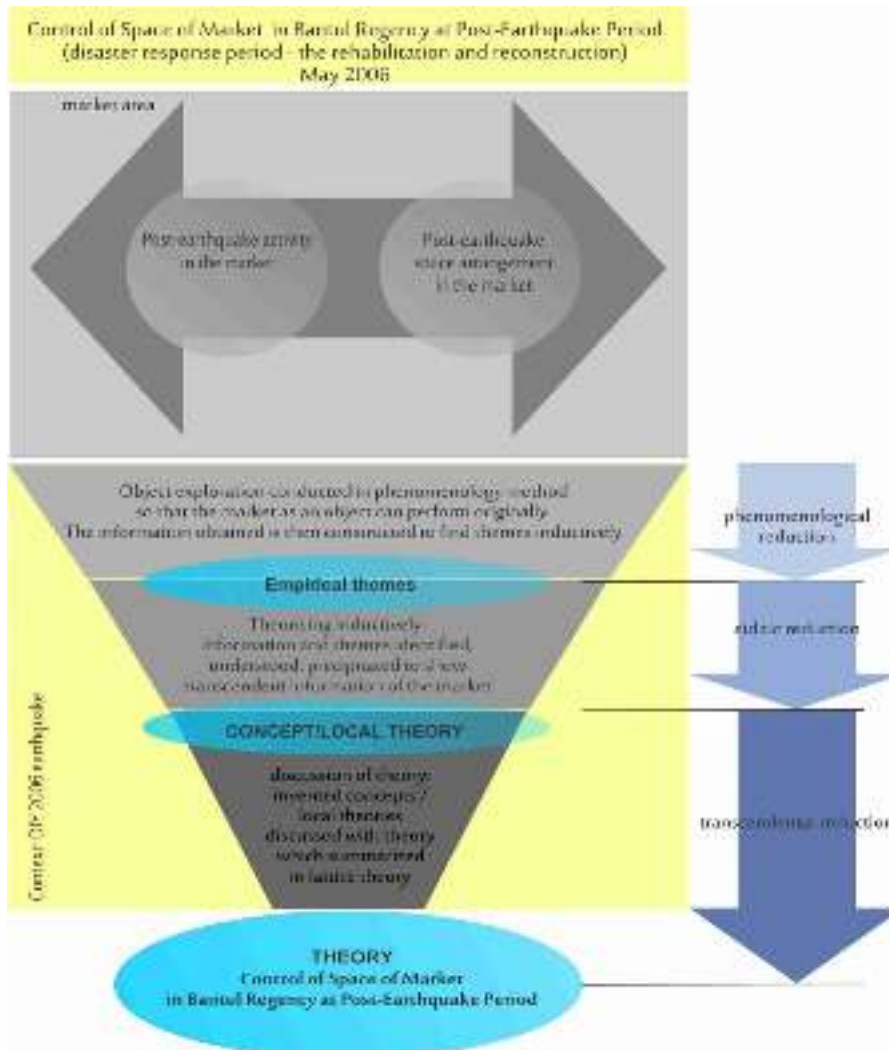 Control of Space of Market in Bantul Regency at Post-Earthquake Period
(disaster response period - the rehabilitation and reconstruction)
May 2006
market area
Post-earthquake activity
in the market
Post-earthquake
space arrangement
in the market
Object exploration conducted in phenomenology method
so that the market as an object can perform originally
The information obtained is then constructed to find themes inductively
phenomenological
reduction
Empirical themes
Theorizing inductively:
information and themes identified,
understood, precipitated to a new
transcendent information of the market
eidetic reduction
CONCEPT/LOCAL THEORY
discussion of theory:
invented concepts /
local theories
discussed with theory
which summarized
in theory
transcendental reduction
Context: DIY 2006 earthquake
THEORY
Control of Space of Market
in Bantul Regency as Post-Earthquake Period